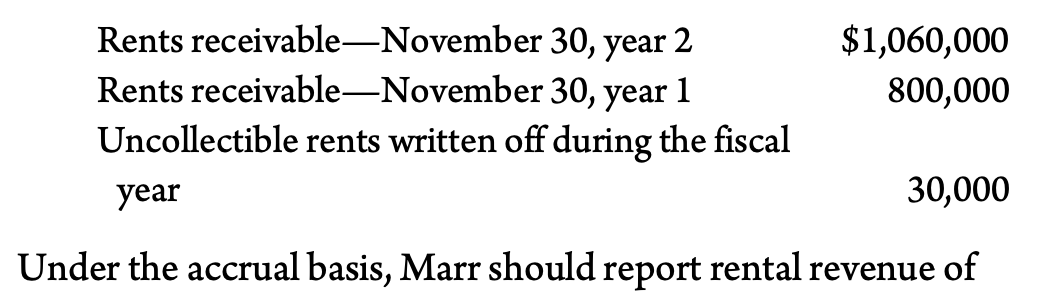 Rents receivable—November 30, year 2 $1,060,000
Rents receivable—November 30, year 1 800,000
Uncollectible rents written off during the fiscal
year 30,000
Under the accrual basis, Marr should report rental revenue of